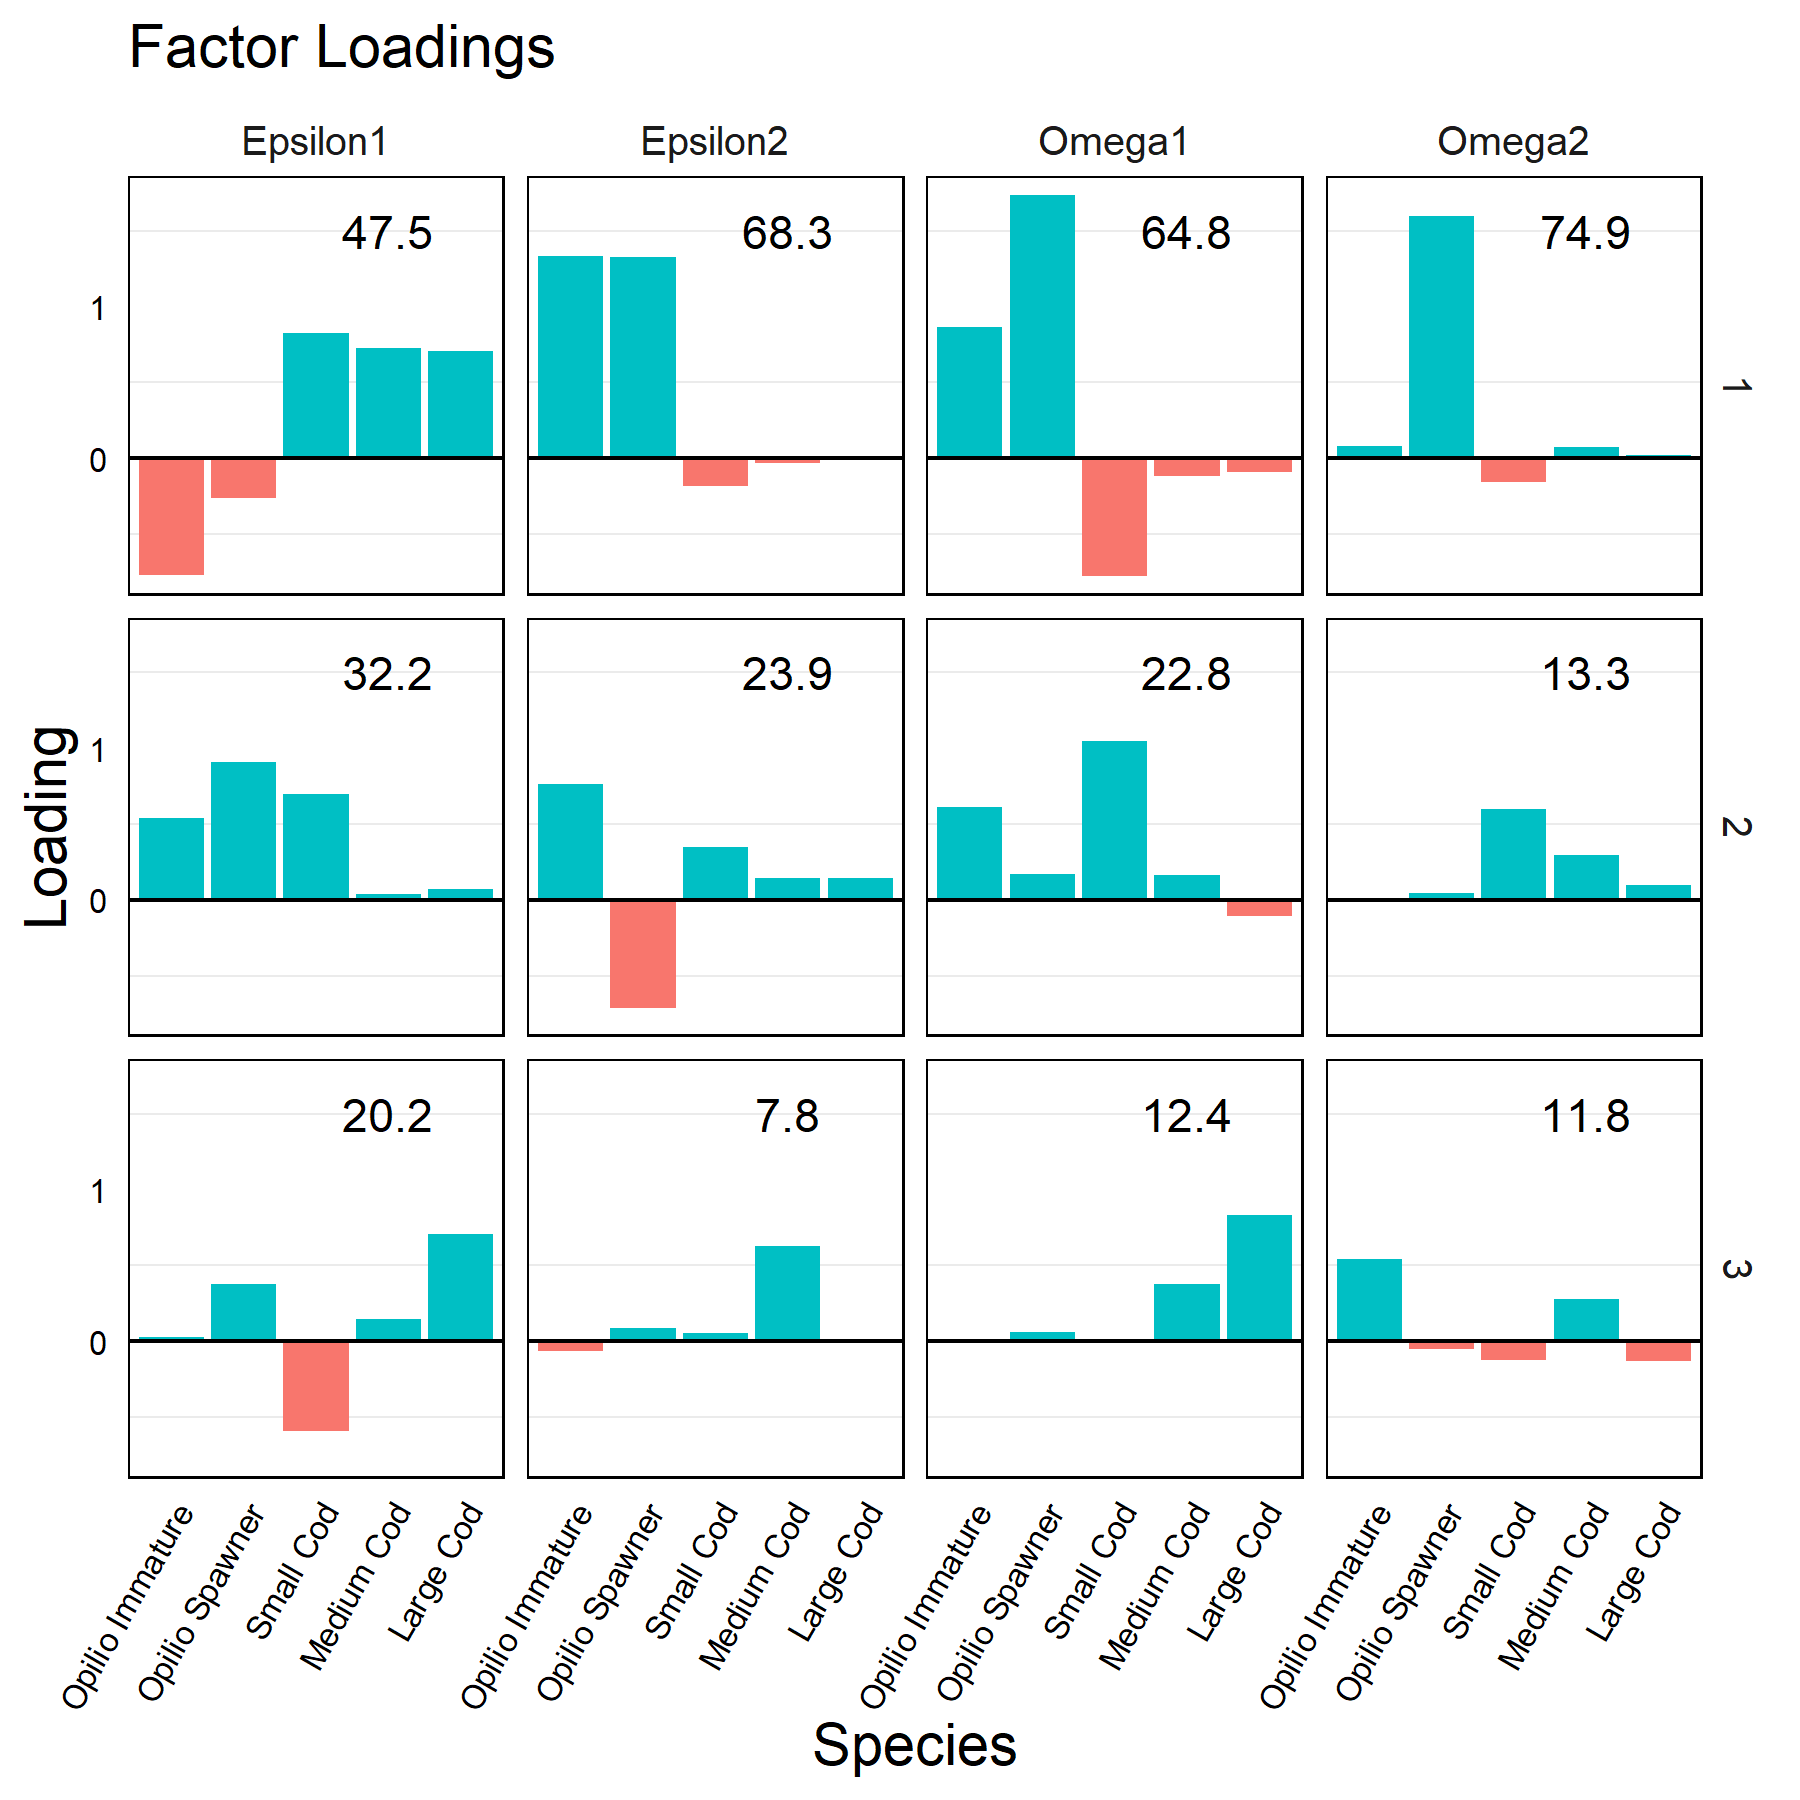 Factor Loadings
Epsilon1 Epsilon2 Omega1 Omega2
47.5 68.3 64.8 74.9
1
0
1
32.2 23.9 22.8 13.3
1
0
2
20.2 7.8 12.4 11.8
1
0
3
Loading
Opilio Immature Opilio Spawner Small Cod Medium Cod Large Cod Opilio Immature Opilio Spawner Small Cod Medium Cod Large Cod Opilio Immature Opilio Spawner Small Cod Medium Cod Large Cod Opilio Immature Opilio Spawner Small Cod Medium Cod Large Cod
Species